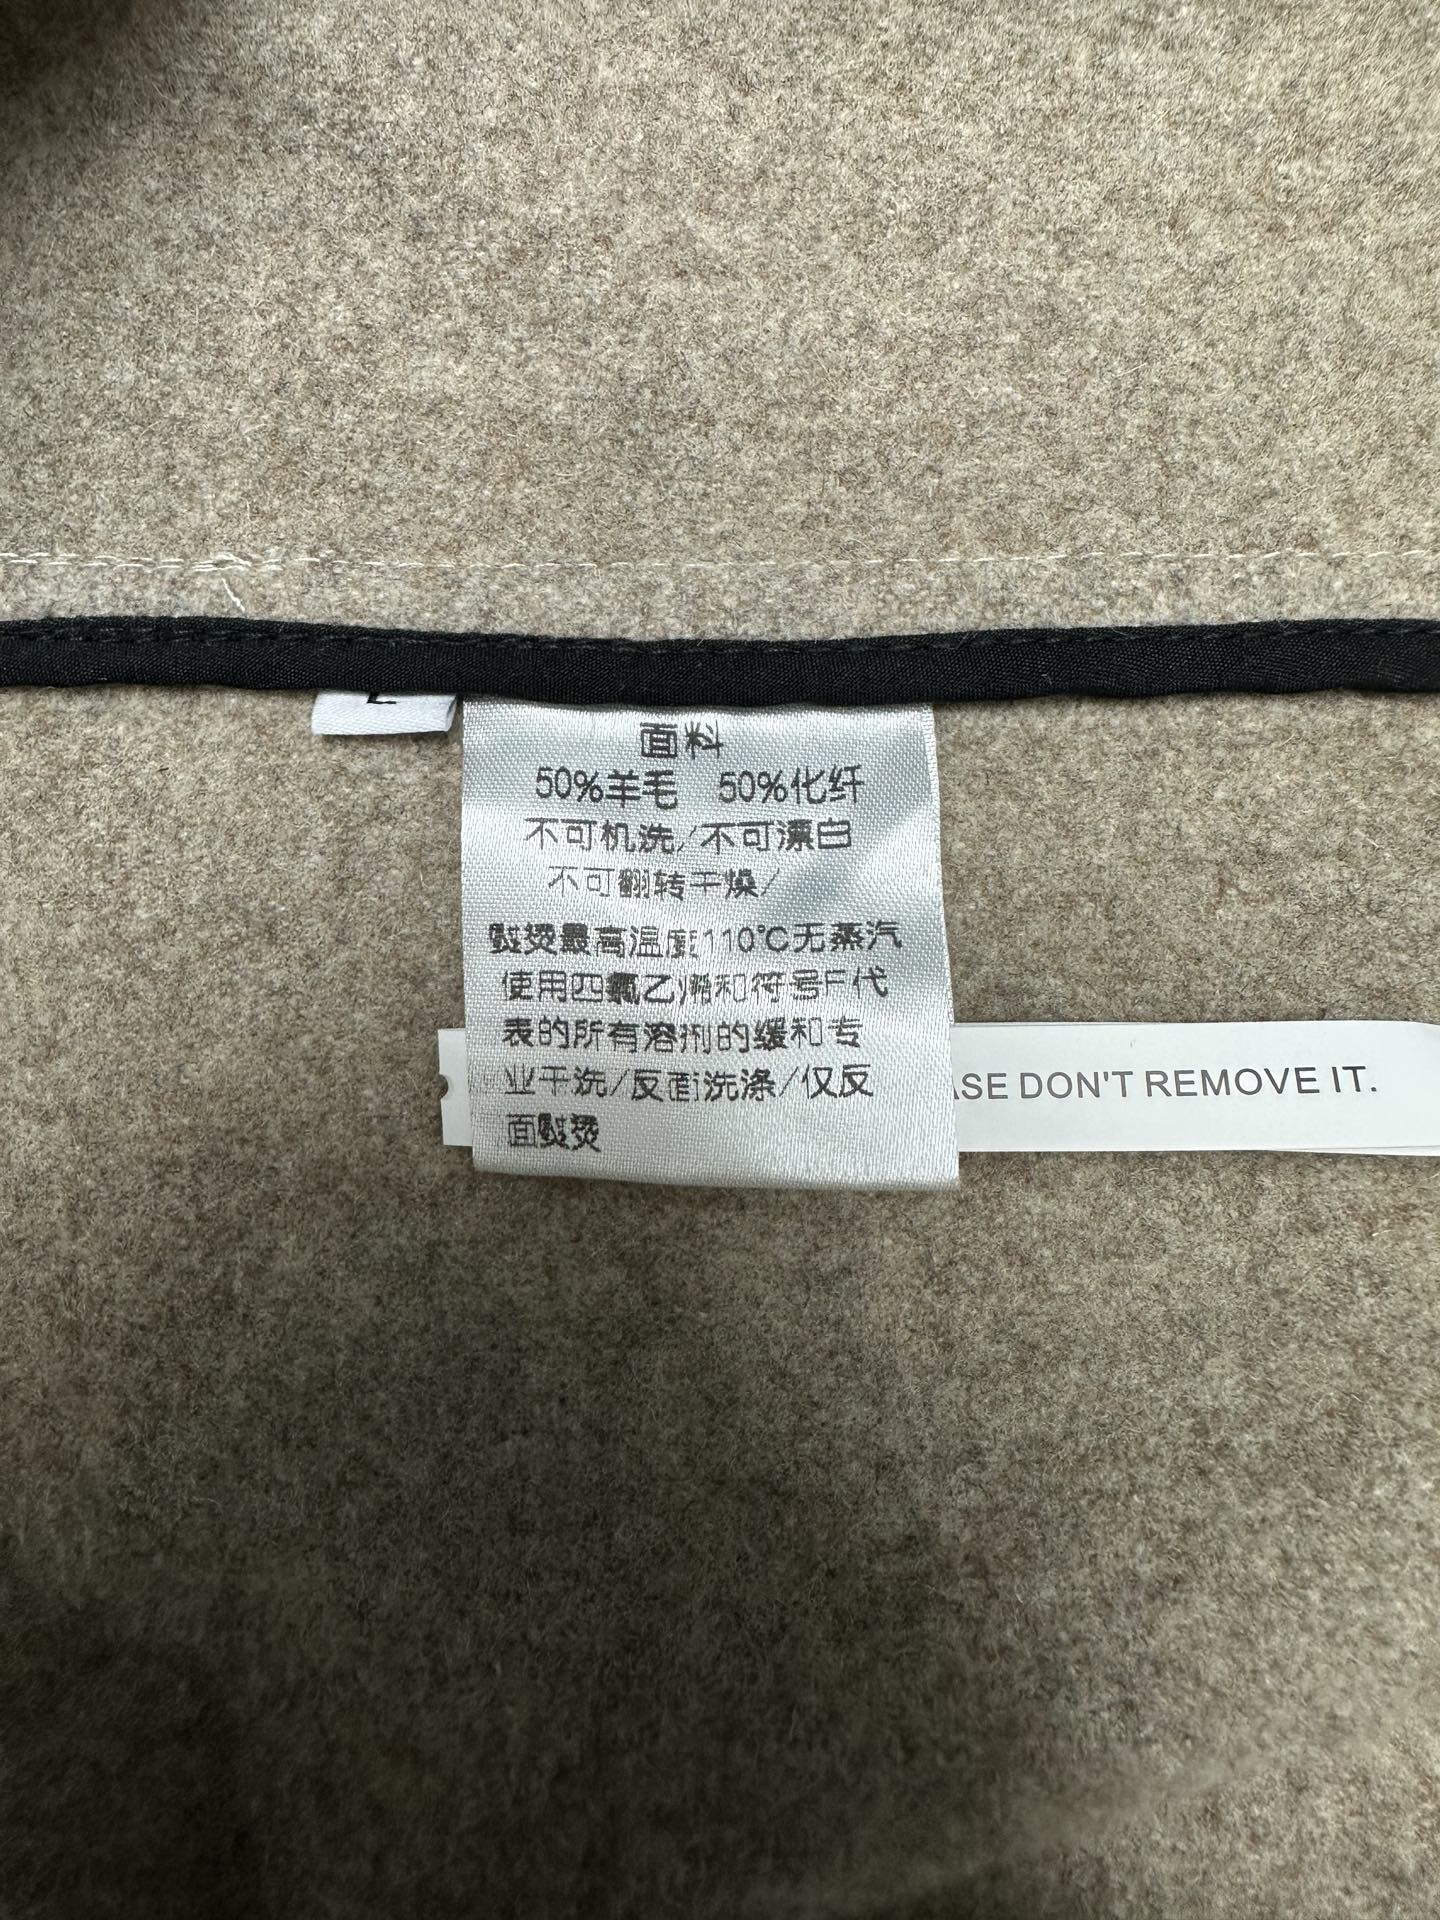 L
面料
50%羊毛 50%化纤
不可机洗/不可漂白
不可翻转干燥/
熨烫最高温度110℃无蒸汽
使用四氯乙烯和符号F代
表的所有溶剂的缓和专
业干洗/反面洗涤/仅反
面熨烫
ASE DON'T REMOVE IT.